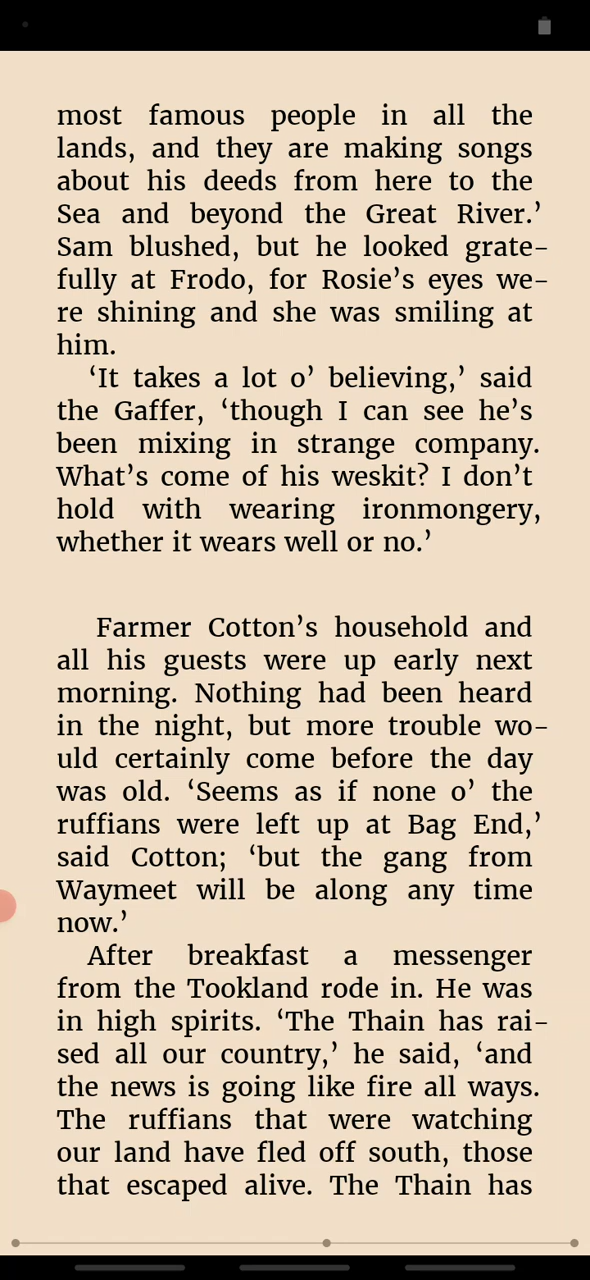 most famous people in all the
lands, and they are making songs
about his deeds from here to the
Sea and beyond the Great River.’
Sam blushed, but he looked grate-
fully at Frodo, for Rosie’s eyes we-
re shining and she was smiling at
him.
‘It takes a lot o’ believing,’ said
the Gaffer, ‘though I can see he’s
been mixing in strange company.
What’s come of his weskit? I don’t
hold with wearing ironmongery,
whether it wears well or no.’
Farmer Cotton’s household and
all his guests were up early next
morning. Nothing had been heard
in the night, but more trouble wo-
uld certainly come before the day
was old. ‘Seems as if none o’ the
ruffians were left up at Bag End,’
said Cotton; ‘but the gang from
Waymeet will be along any time
now.’
After breakfast a messenger
from the Tookland rode in. He was
in high spirits. ‘The Thain has rai-
sed all our country,’ he said, ‘and
the news is going like fire all ways.
The ruffians that were watching
our land have fled off south, those
that escaped alive. The Thain has